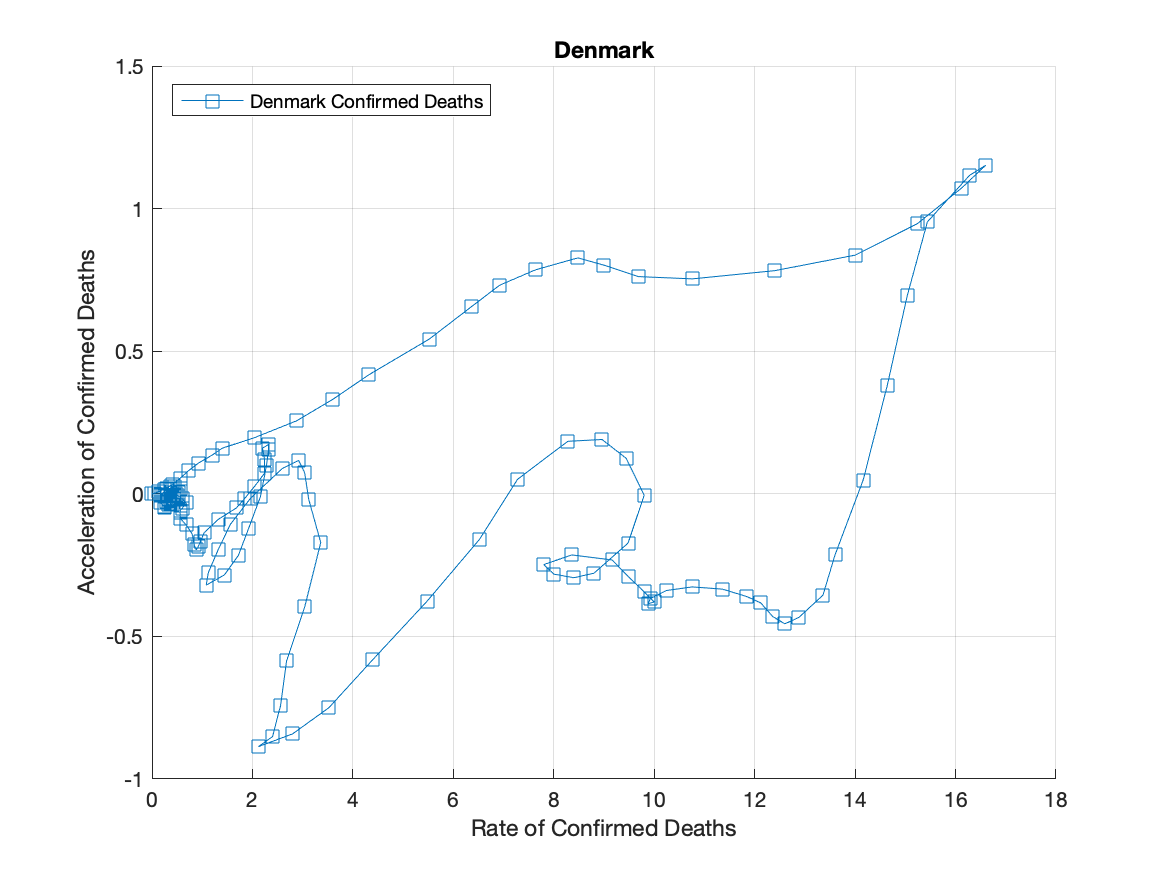 Denmark
Denmark Confirmed Deaths
1.5
1
0.5
0
-0.5
-1
Acceleration of Confirmed Deaths
0 2 4 6 8 10 12 14 16 18
Rate of Confirmed Deaths